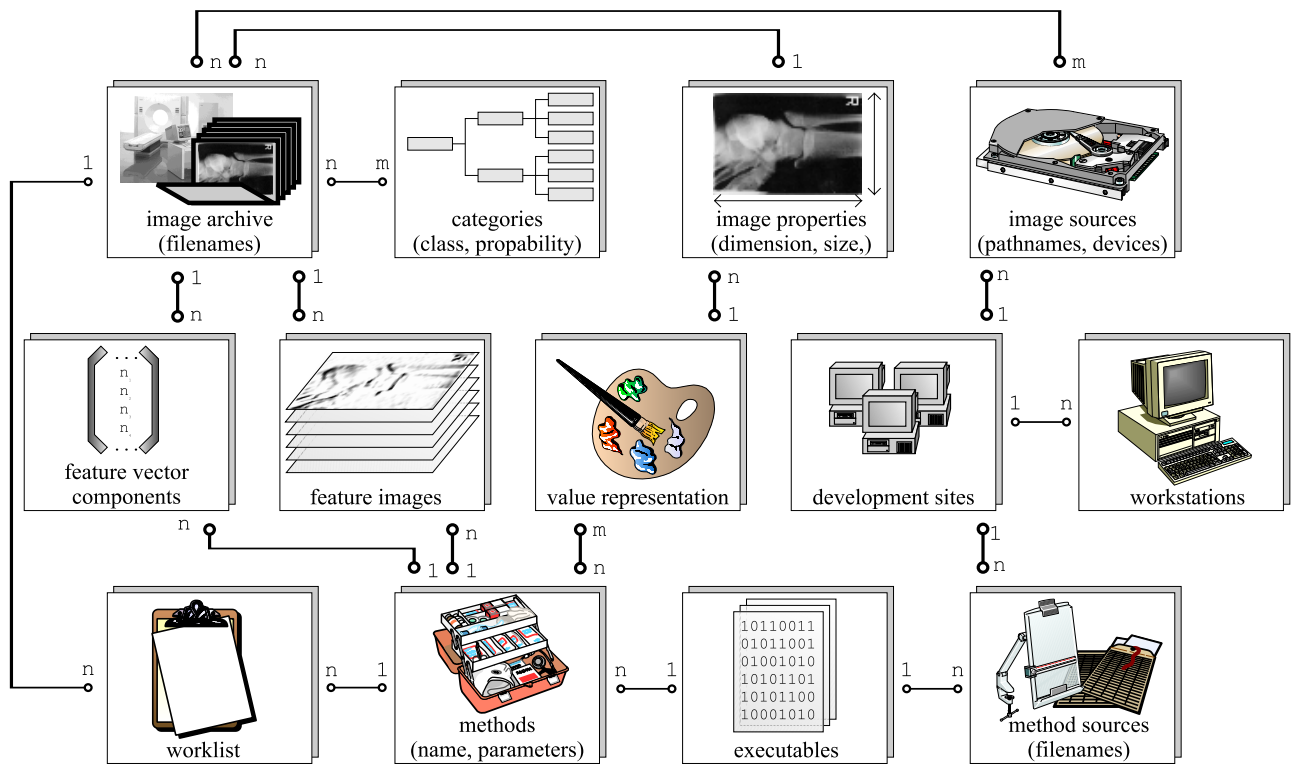 n n 1 m
R
R
1 n m
image archive
(filenames)
categories
(class, propability)
image properties
(dimension, size,)
image sources
(pathnames, devices)
1 1 n n
n n 1 1
. . .
n
n
n
n
feature vector
components
feature images
value representation
development sites
1 n
workstations
n n m 1
1 1 n n
10110011
01011001
01001010
10101101
10101100
10001010
n n 1 n 1 1 n
worklist
methods
(name, parameters)
executables
method sources
(filenames)